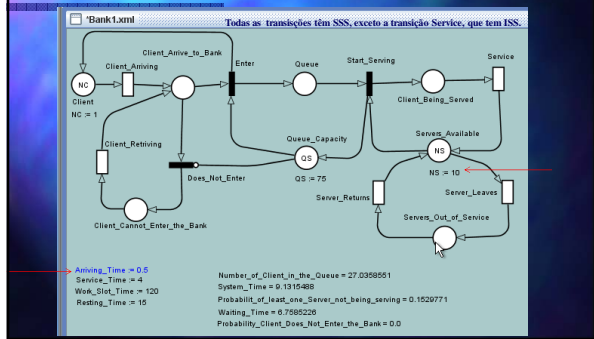 *Bank1.xml
Todas as transisções têm SSS, exceto a transição Service, que tem ISS.
Client_Arrive_to_Bank
Client_Arriving
Enter
Queue
Start_Serving
Service
NC
Client
NC := 1
Client_Being_Served
Client_Retriving
Queue_Capacity
QS
QS := 75
Servers_Available
NS
NS := 10
Does_Not_Enter
Server_Returns
Server_Leaves
Client_Cannot_Enter_the_Bank
Servers_Out_of_Service
Arriving_Time := 0.5
Service_Time := 4
Work_Slot_Time := 120
Resting_Time := 15
Number_of_Client_in_the_Queue = 27.0358551
System_Time = 9.1315488
Probabilit_of_least_one_Server_not_being_serving = 0.1529771
Waiting_Time = 6.7585226
Probability_Client_Does_Not_Enter_the_Bank = 0.0